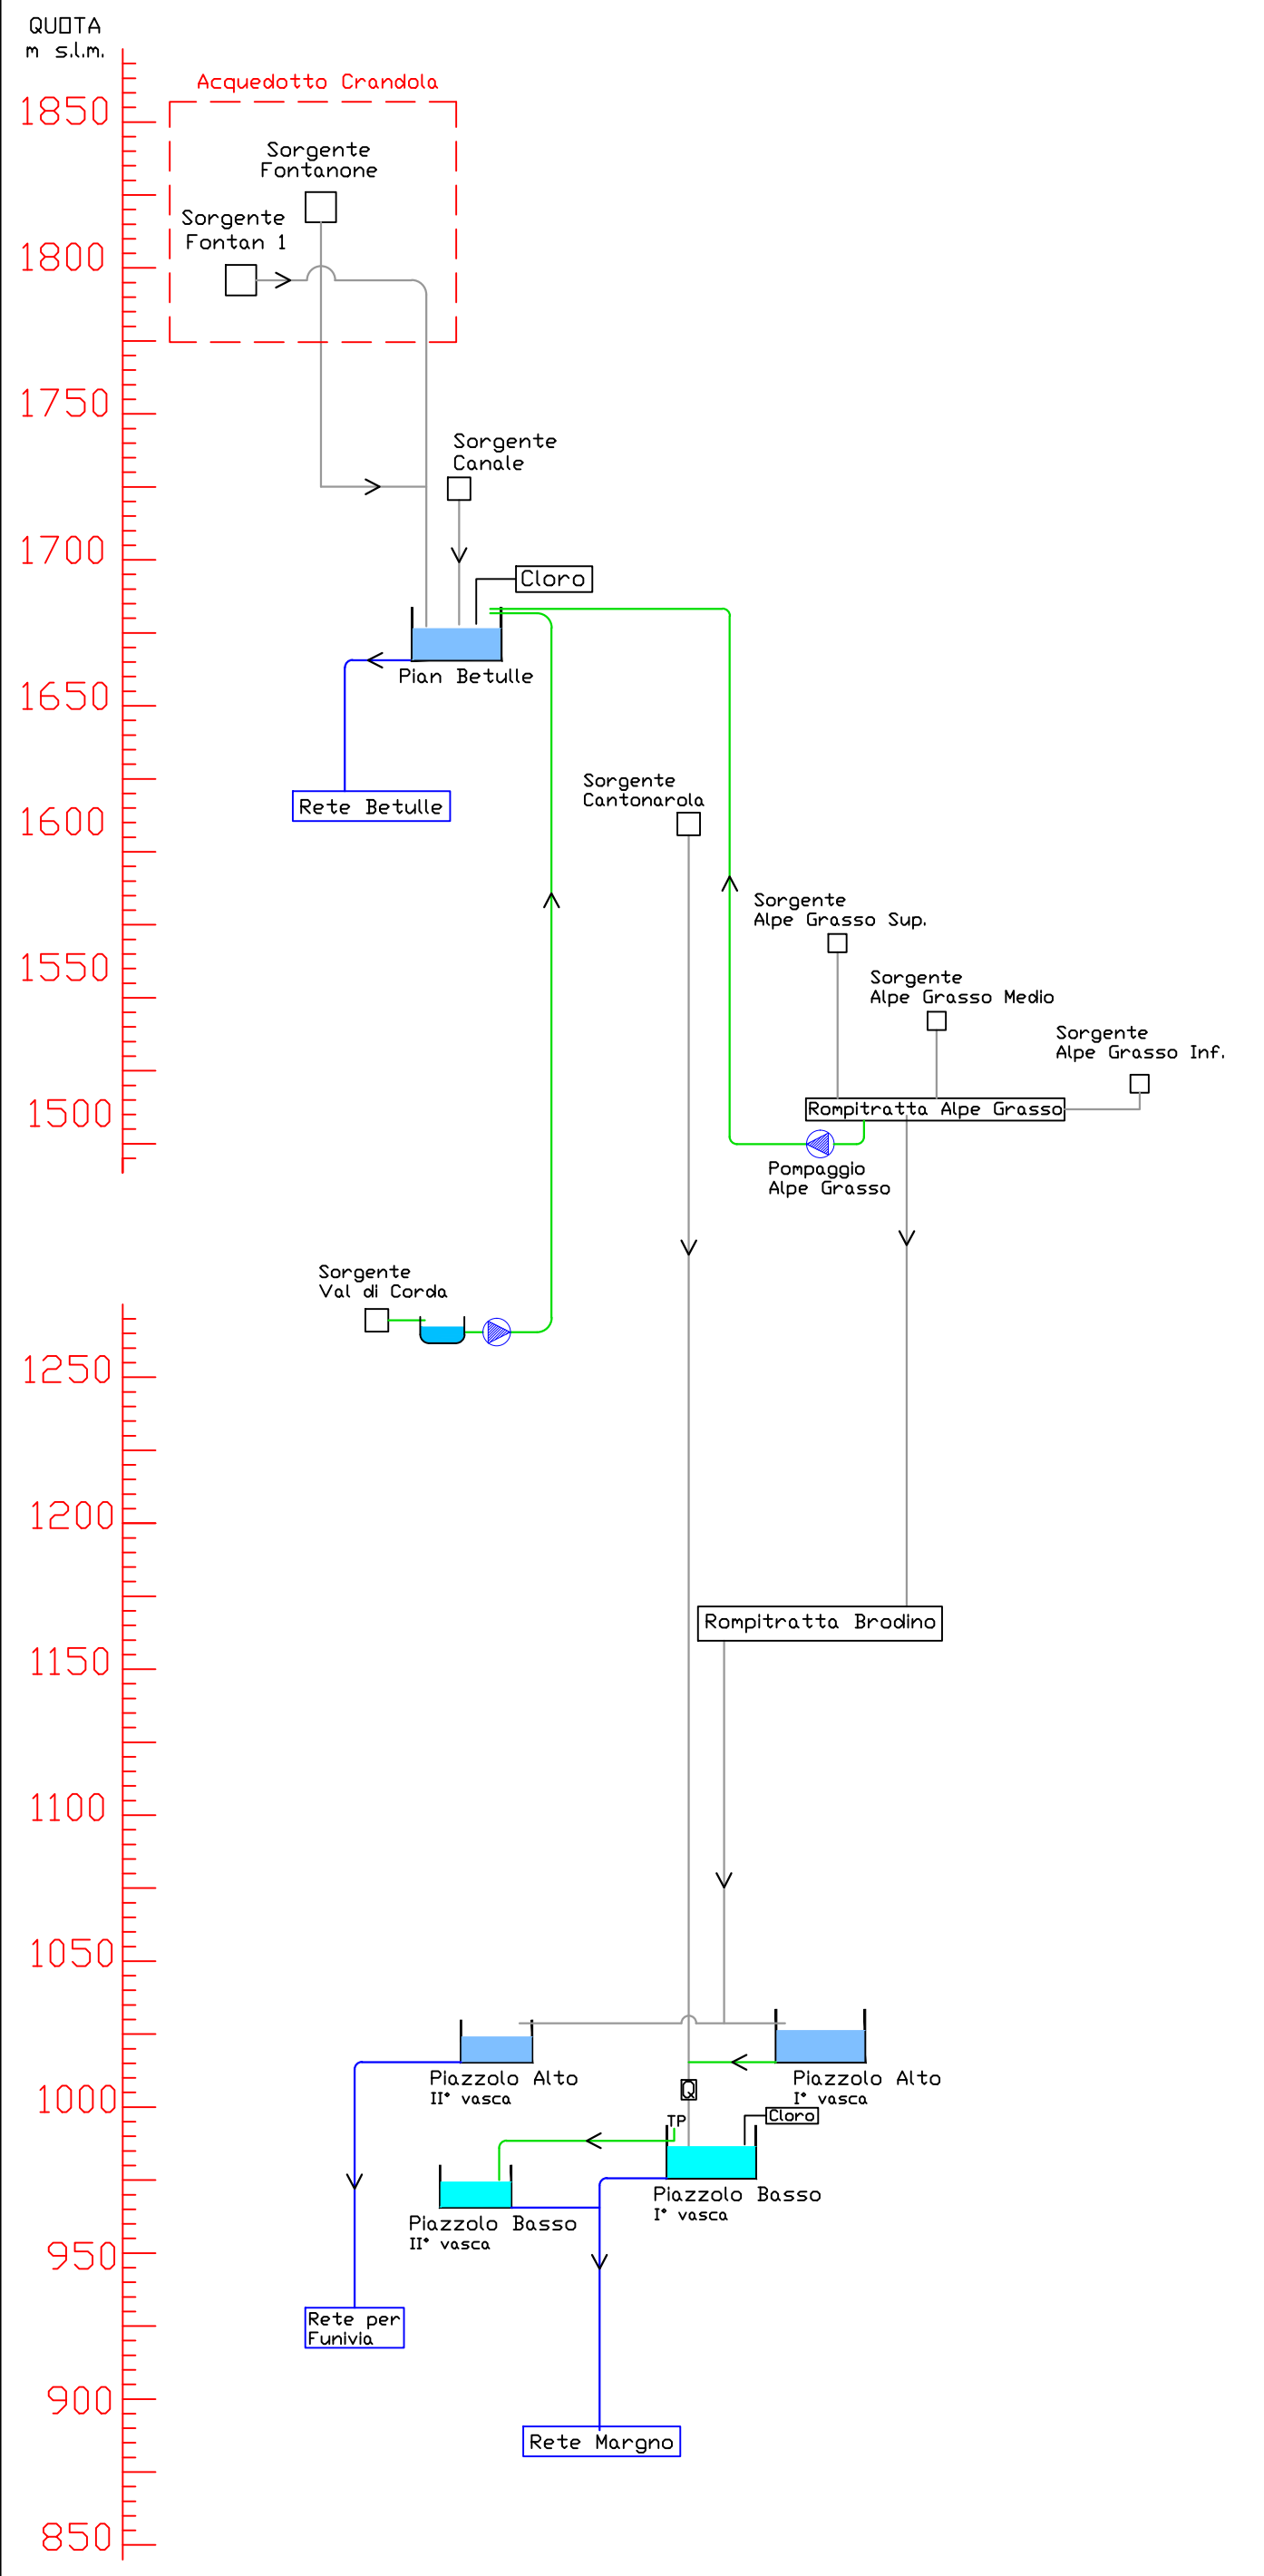 QUOTA
m s.l.m.
Acquedotto Crandola
1850
Sorgente
Fontanone
Sorgente
Fontan 1
1800
1750
Sorgente
Canale
1700
Cloro
Pian Betulle
1650
Rete Betulle
Sorgente
Cantonarola
1600
Sorgente
Alpe Grasso Sup.
1550
Sorgente
Alpe Grasso Medio
Sorgente
Alpe Grasso Inf.
1500
Rompitratta Alpe Grasso
Pompaggio
Alpe Grasso
Sorgente
Val di Corda
1250
1200
Rompitratta Brodino
1150
1100
1050
Piazzolo Alto
II° vasca
Piazzolo Alto
I° vasca
1000
Q
TP
Cloro
Piazzolo Basso
I° vasca
Piazzolo Basso
II° vasca
950
Rete per
Funivia
900
Rete Margno
850